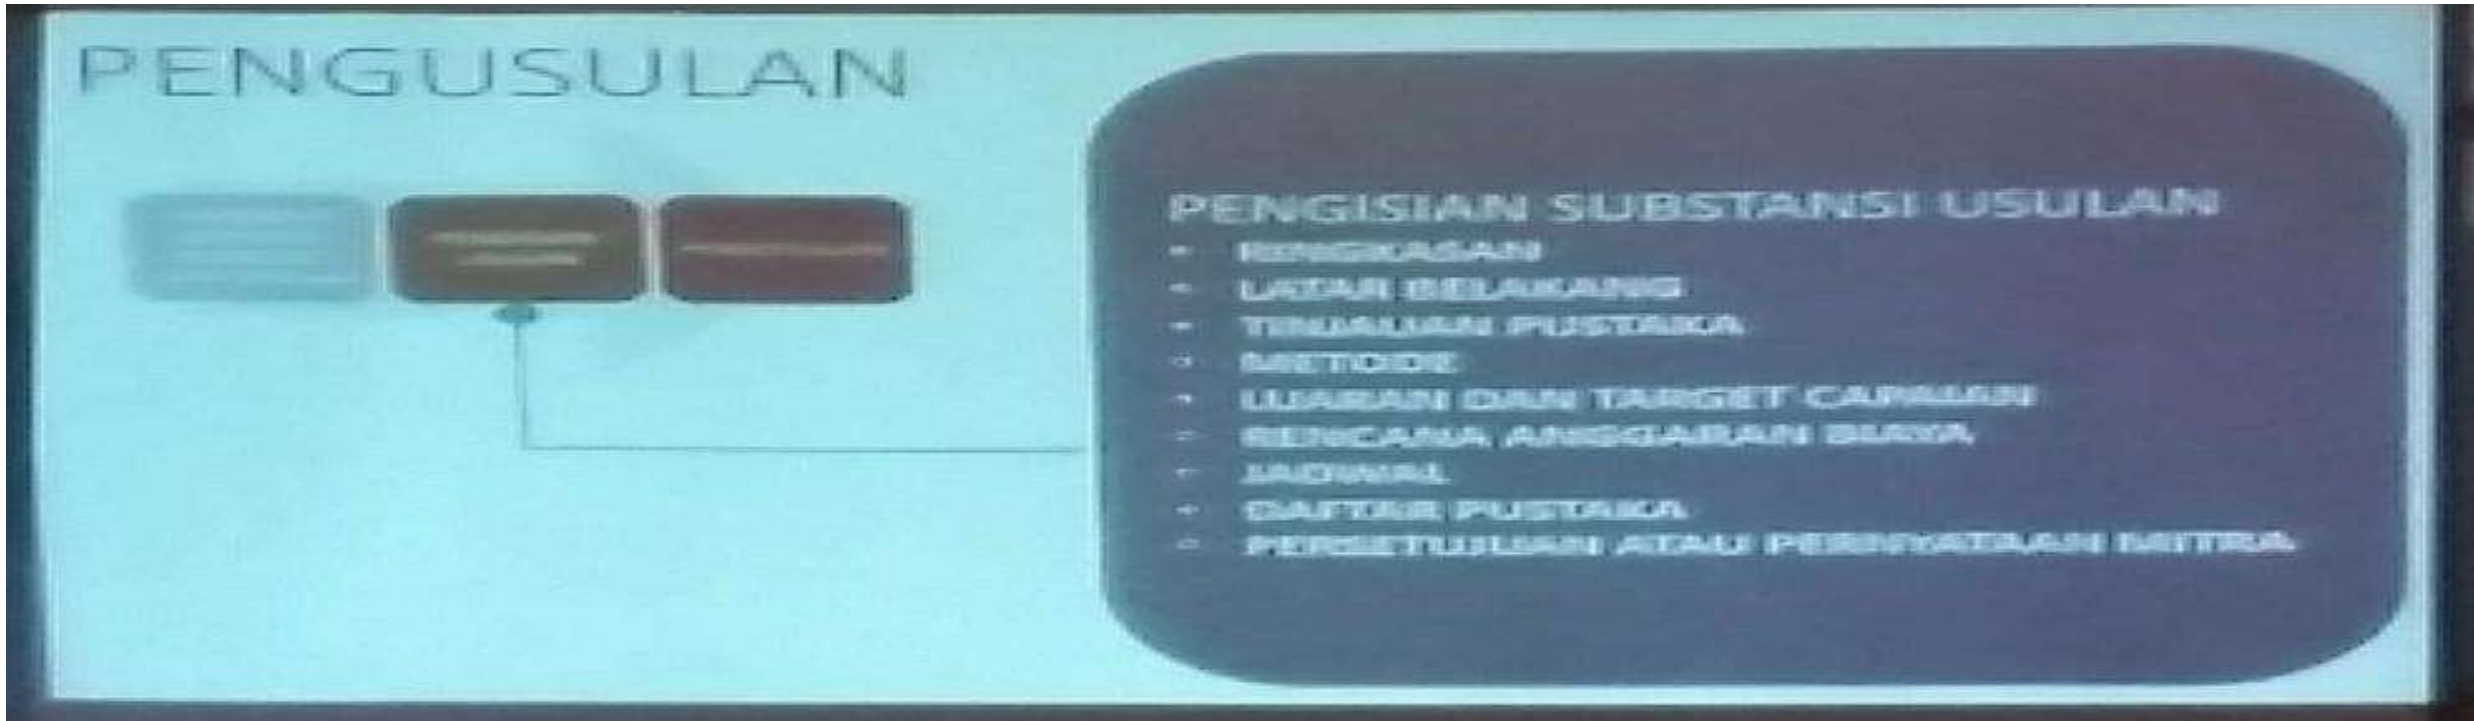 PENGUSULAN
PENGISIAN SUBSTANSI USULAN
• RINGKASAN
• LATAR BELAKANG
• TINJAUAN PUSTAKA
• METODE
• LUARAN DAN TARGET CAPAIAN
• RENCANA ANGGARAN BIAYA
• JADWAL
• DAFTAR PUSTAKA
• PERSETUJUAN ATAU PERNYATAAN MITRA